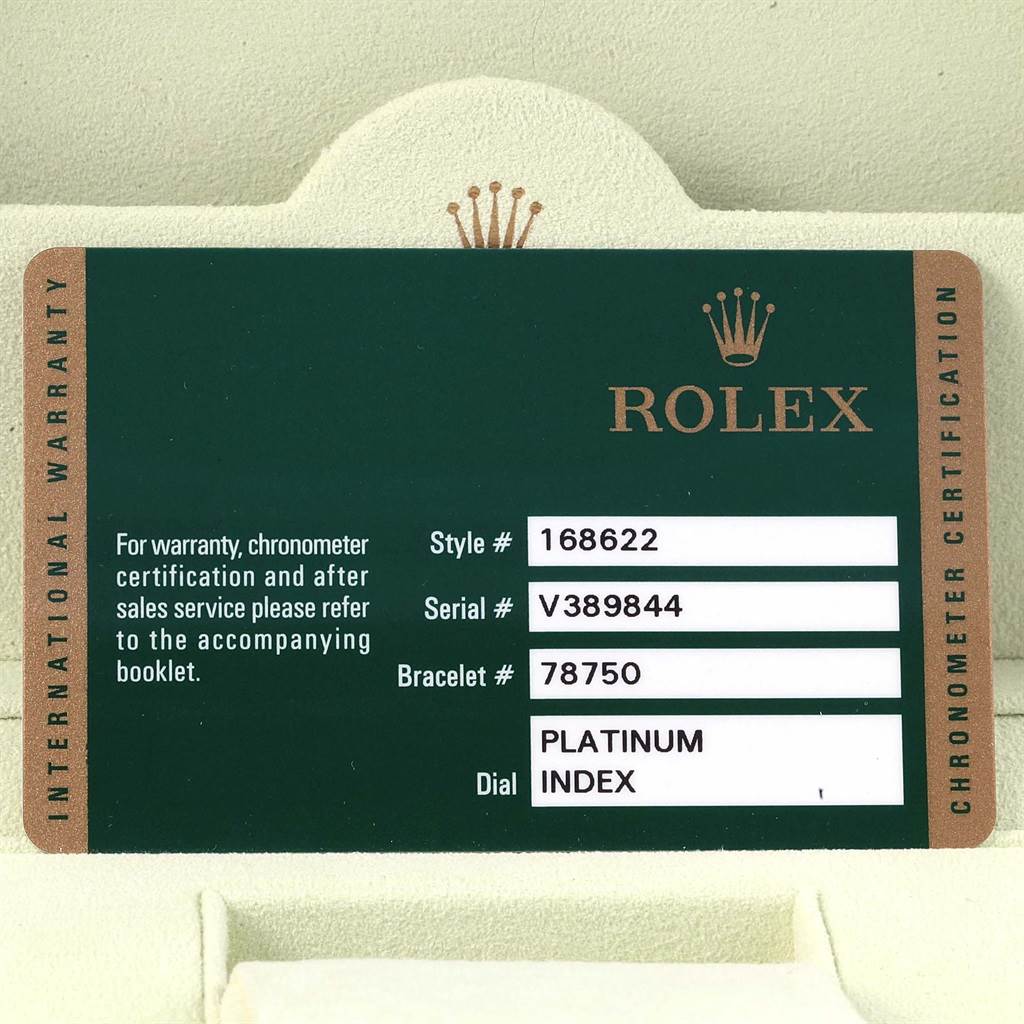 INTERNATIONAL WARRANTY
ROLEX
For warranty, chronometer
certification and after
sales service please refer
to the accompanying
booklet.
Style # 168622
Serial # V389844
Bracelet # 78750
Dial PLATINUM
INDEX
CHRONOMETER CERTIFICATION